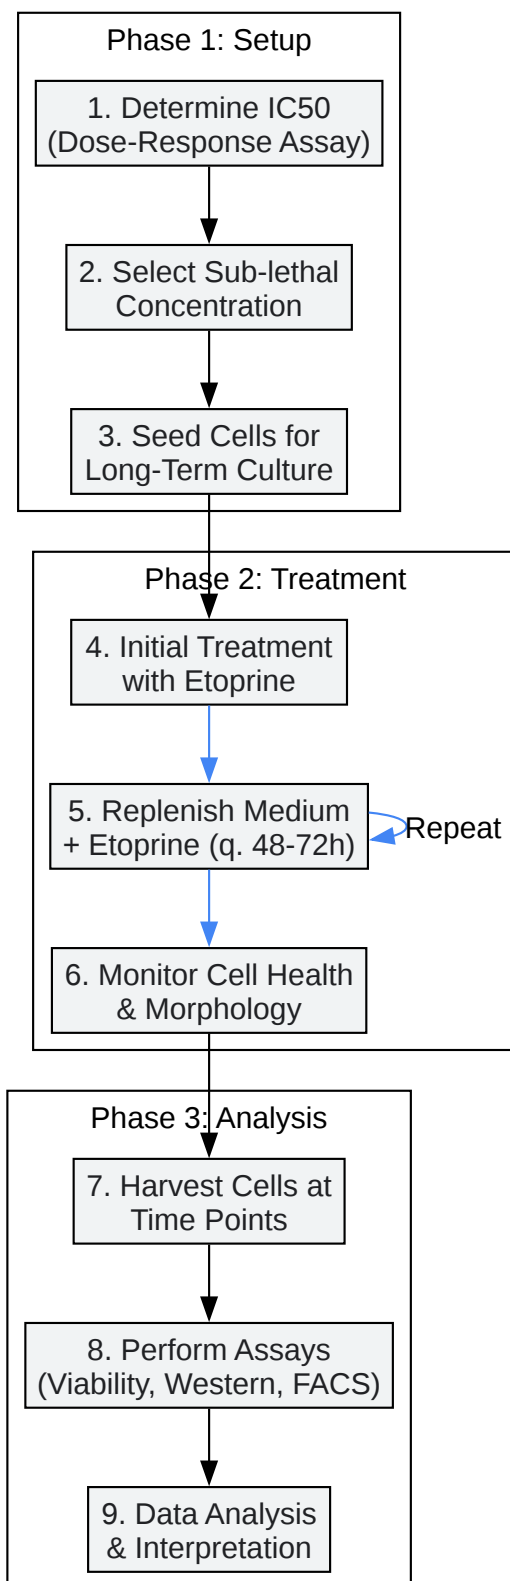 Phase 1: Setup
1. Determine IC50
(Dose-Response Assay)
2. Select Sub-lethal
Concentration
3. Seed Cells for
Long-Term Culture
Phase 2: Treatment
4. Initial Treatment
with Etoprine
5. Replenish Medium
+ Etoprine (q. 48-72h)
Repeat
6. Monitor Cell Health
& Morphology
Phase 3: Analysis
7. Harvest Cells at
Time Points
8. Perform Assays
(Viability, Western, FACS)
9. Data Analysis
& Interpretation